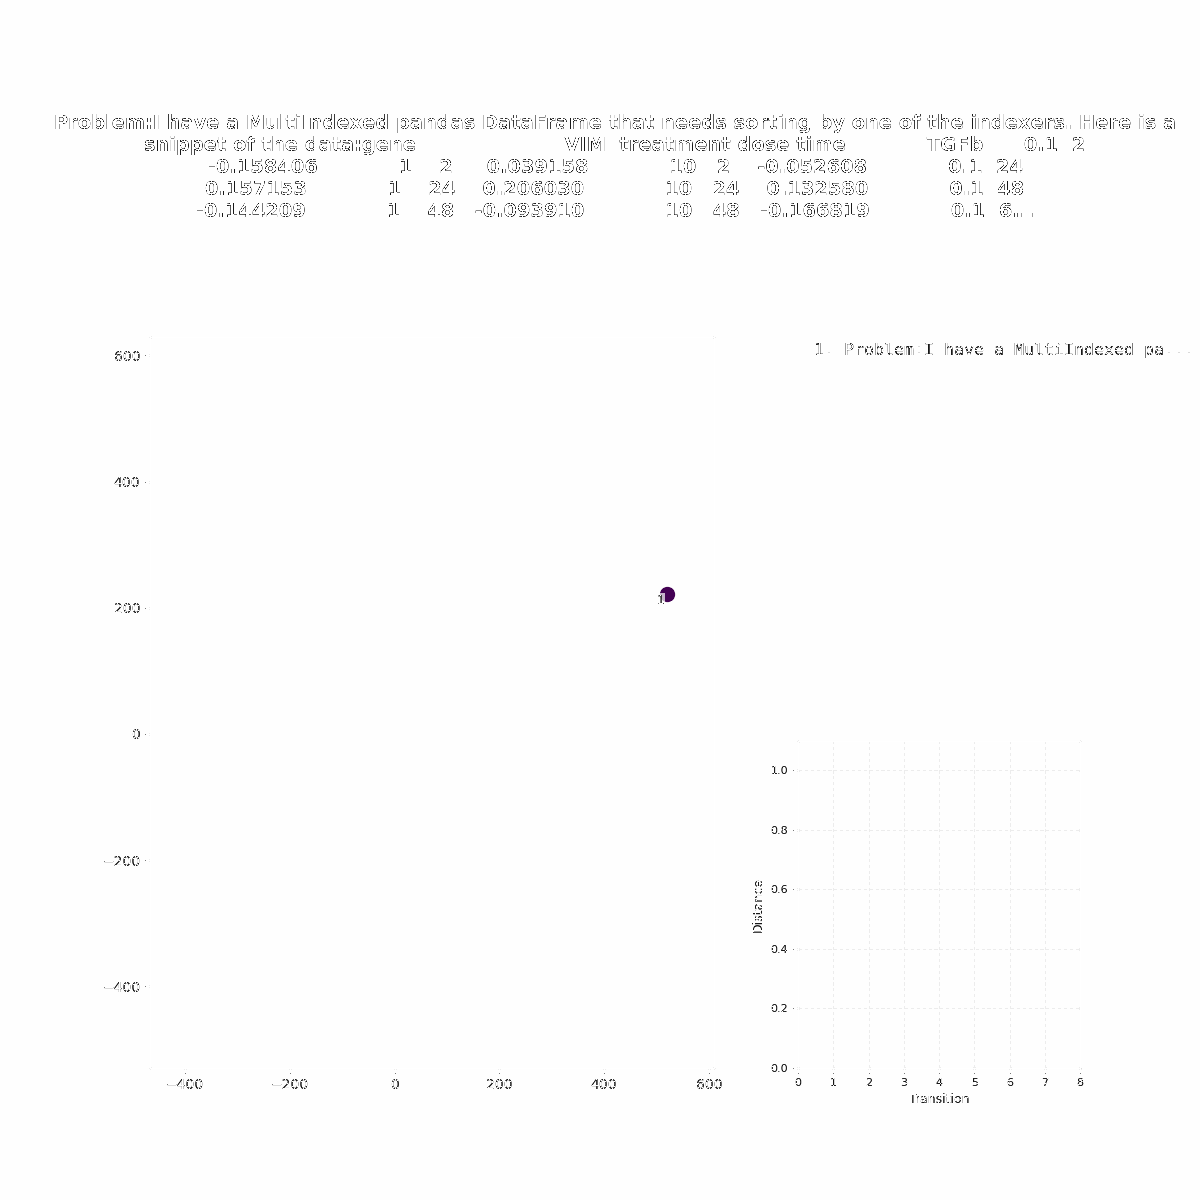 Problem:I have a MultiIndexed pandas DataFrame that needs sorting by one of the indexers. Here is a
snippet of the data:gene VIM treatment dose time TGFb 0.1 2
-0.158406 1 2 0.039158 10 2 -0.052608 0.1 24
0.157153 1 24 0.206030 10 24 0.132580 0.1 48
-0.144209 1 48 -0.093910 10 48 -0.166819 0.1 6...
1. Problem:I have a MultiIndexed pa...
600
400
200
0
−200
−400
−400 −200 0 200 400 600
1
1.0
0.8
0.6
0.4
0.2
0.0
Distance
0 1 2 3 4 5 6 7 8
Transition